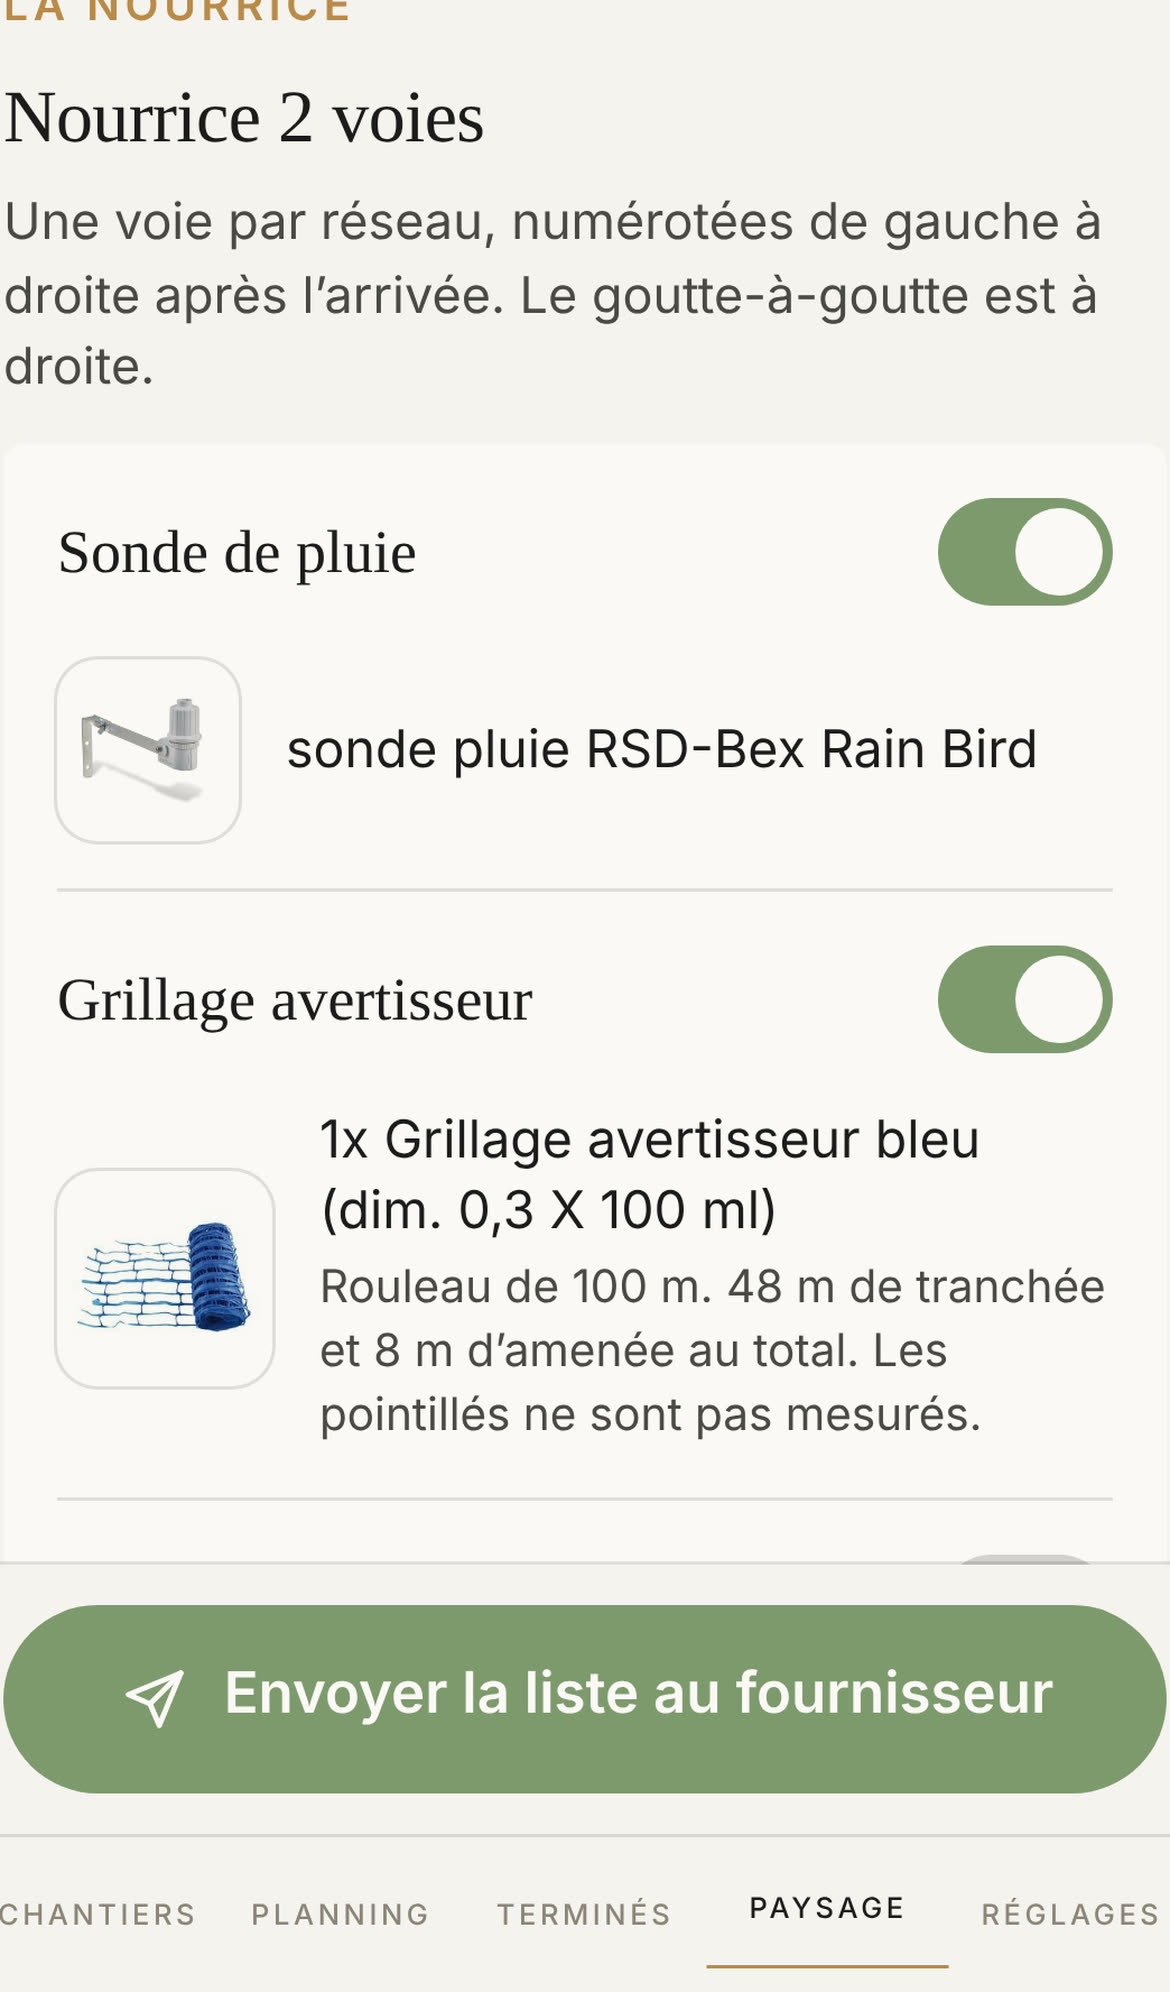 LA NOURRICE
Nourrice 2 voies
Une voie par réseau, numérotées de gauche à
droite après l’arrivée. Le goutte-à-goutte est à
droite.
Sonde de pluie
sonde pluie RSD-Bex Rain Bird
Grillage avertisseur
1x Grillage avertisseur bleu
(dim. 0,3 X 100 ml)
Rouleau de 100 m. 48 m de tranchée
et 8 m d’amenée au total. Les
pointillés ne sont pas mesurés.
Envoyer la liste au fournisseur
CHANTIERS PLANNING TERMINÉS PAYSAGE RÉGLAGES